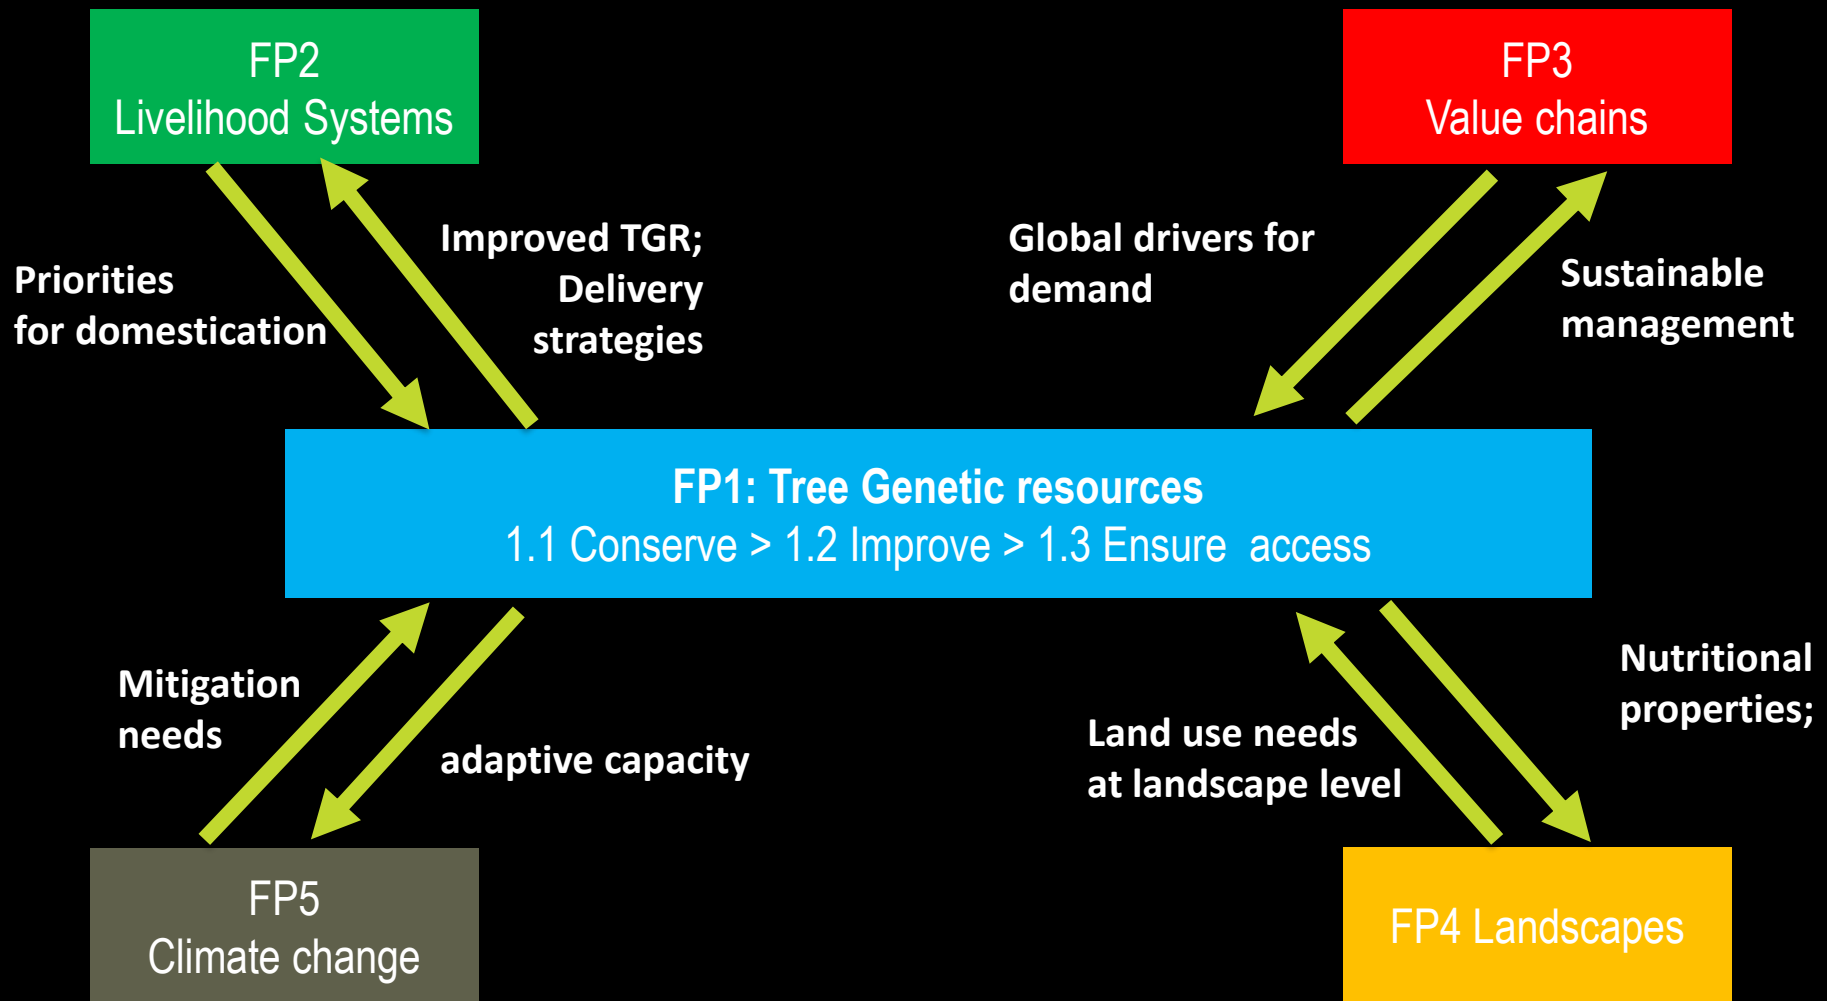 FP2
Livelihood Systems
FP3
Value chains
Priorities
for domestication
Improved TGR;
Delivery
strategies
Global drivers for
demand
Sustainable
management
FP1: Tree Genetic resources
1.1 Conserve > 1.2 Improve > 1.3 Ensure  access
Mitigation
needs
adaptive capacity
Land use needs
at landscape level
Nutritional
properties;
FP5
Climate change
FP4 Landscapes